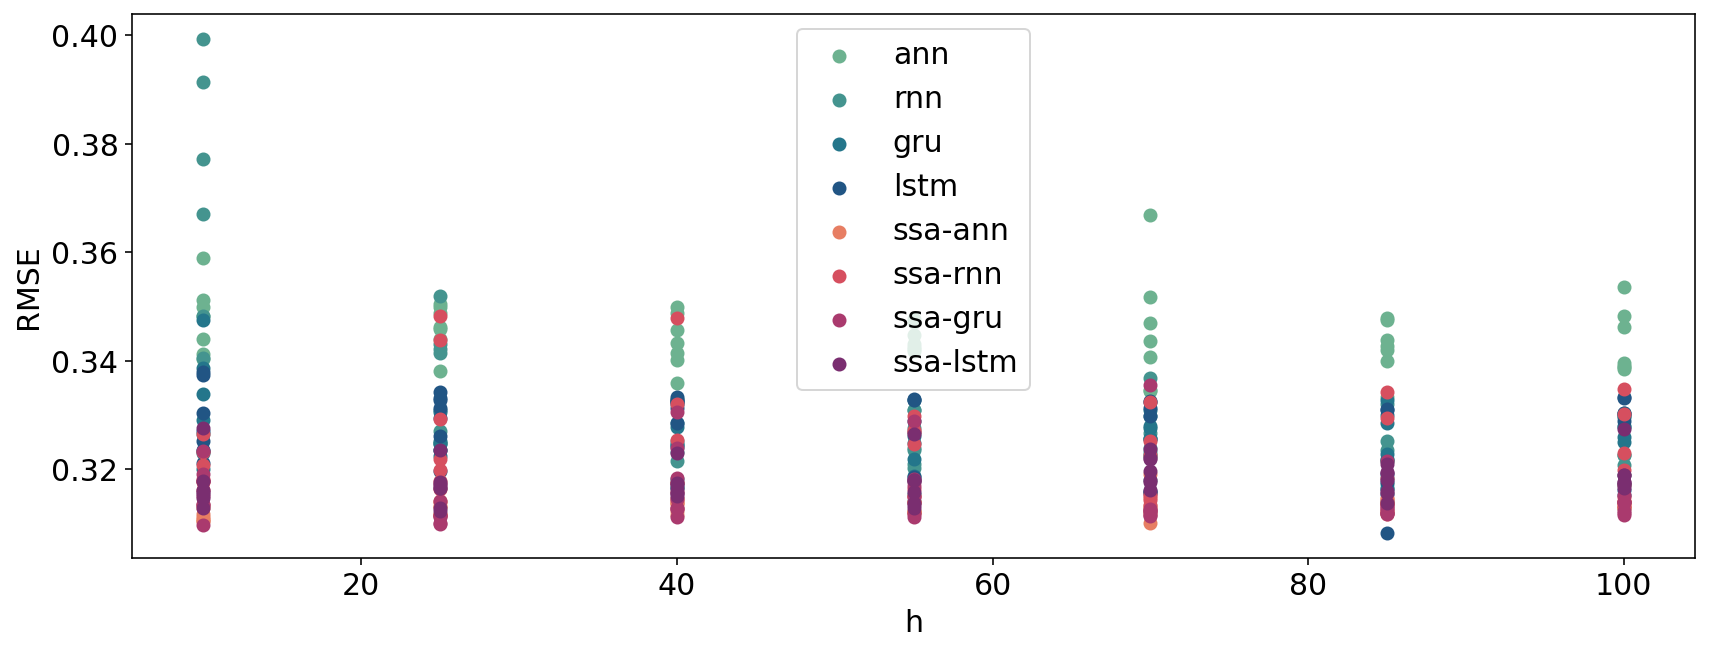 RMSE
0.40
0.38
0.36
0.34
0.32
ann
rnn
gru
lstm
ssa-ann
ssa-rnn
ssa-gru
ssa-lstm
20
40
60
80
100
h